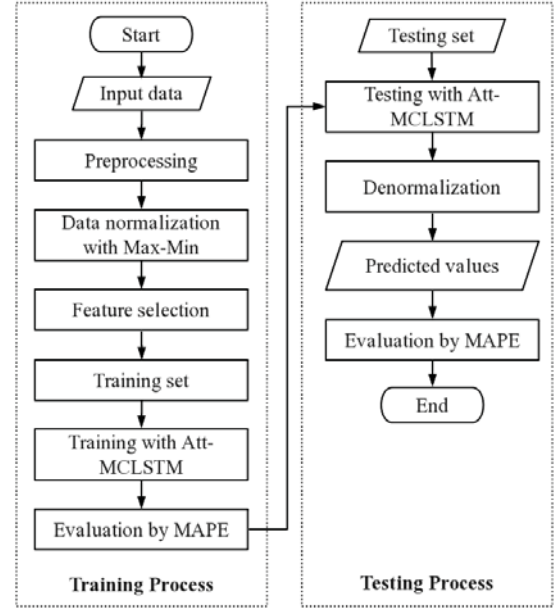 Start
Input data
Preprocessing
Data normalization
with Max-Min
Feature selection
Training set
Training with Att-
MCLSTM
Evaluation by MAPE
Training Process
Testing set
Testing with Att-
MCLSTM
Denormalization
Predicted values
Evaluation by MAPE
End
Testing Process